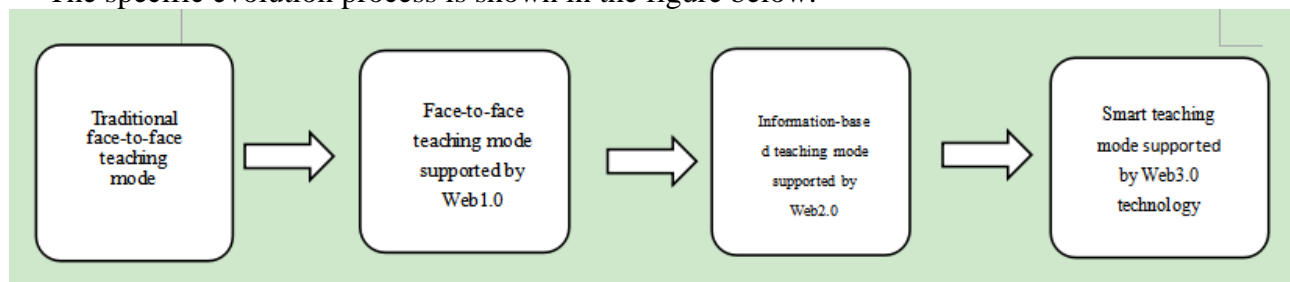 The specific evolution process is shown in the figure below.
Traditional
face-to-face
teaching
mode
Face-to-face
teaching mode
supported by
Web1.0
Information-base
d teaching mode
supported by
Web2.0
Smart teaching
mode supported
by Web3.0
technology